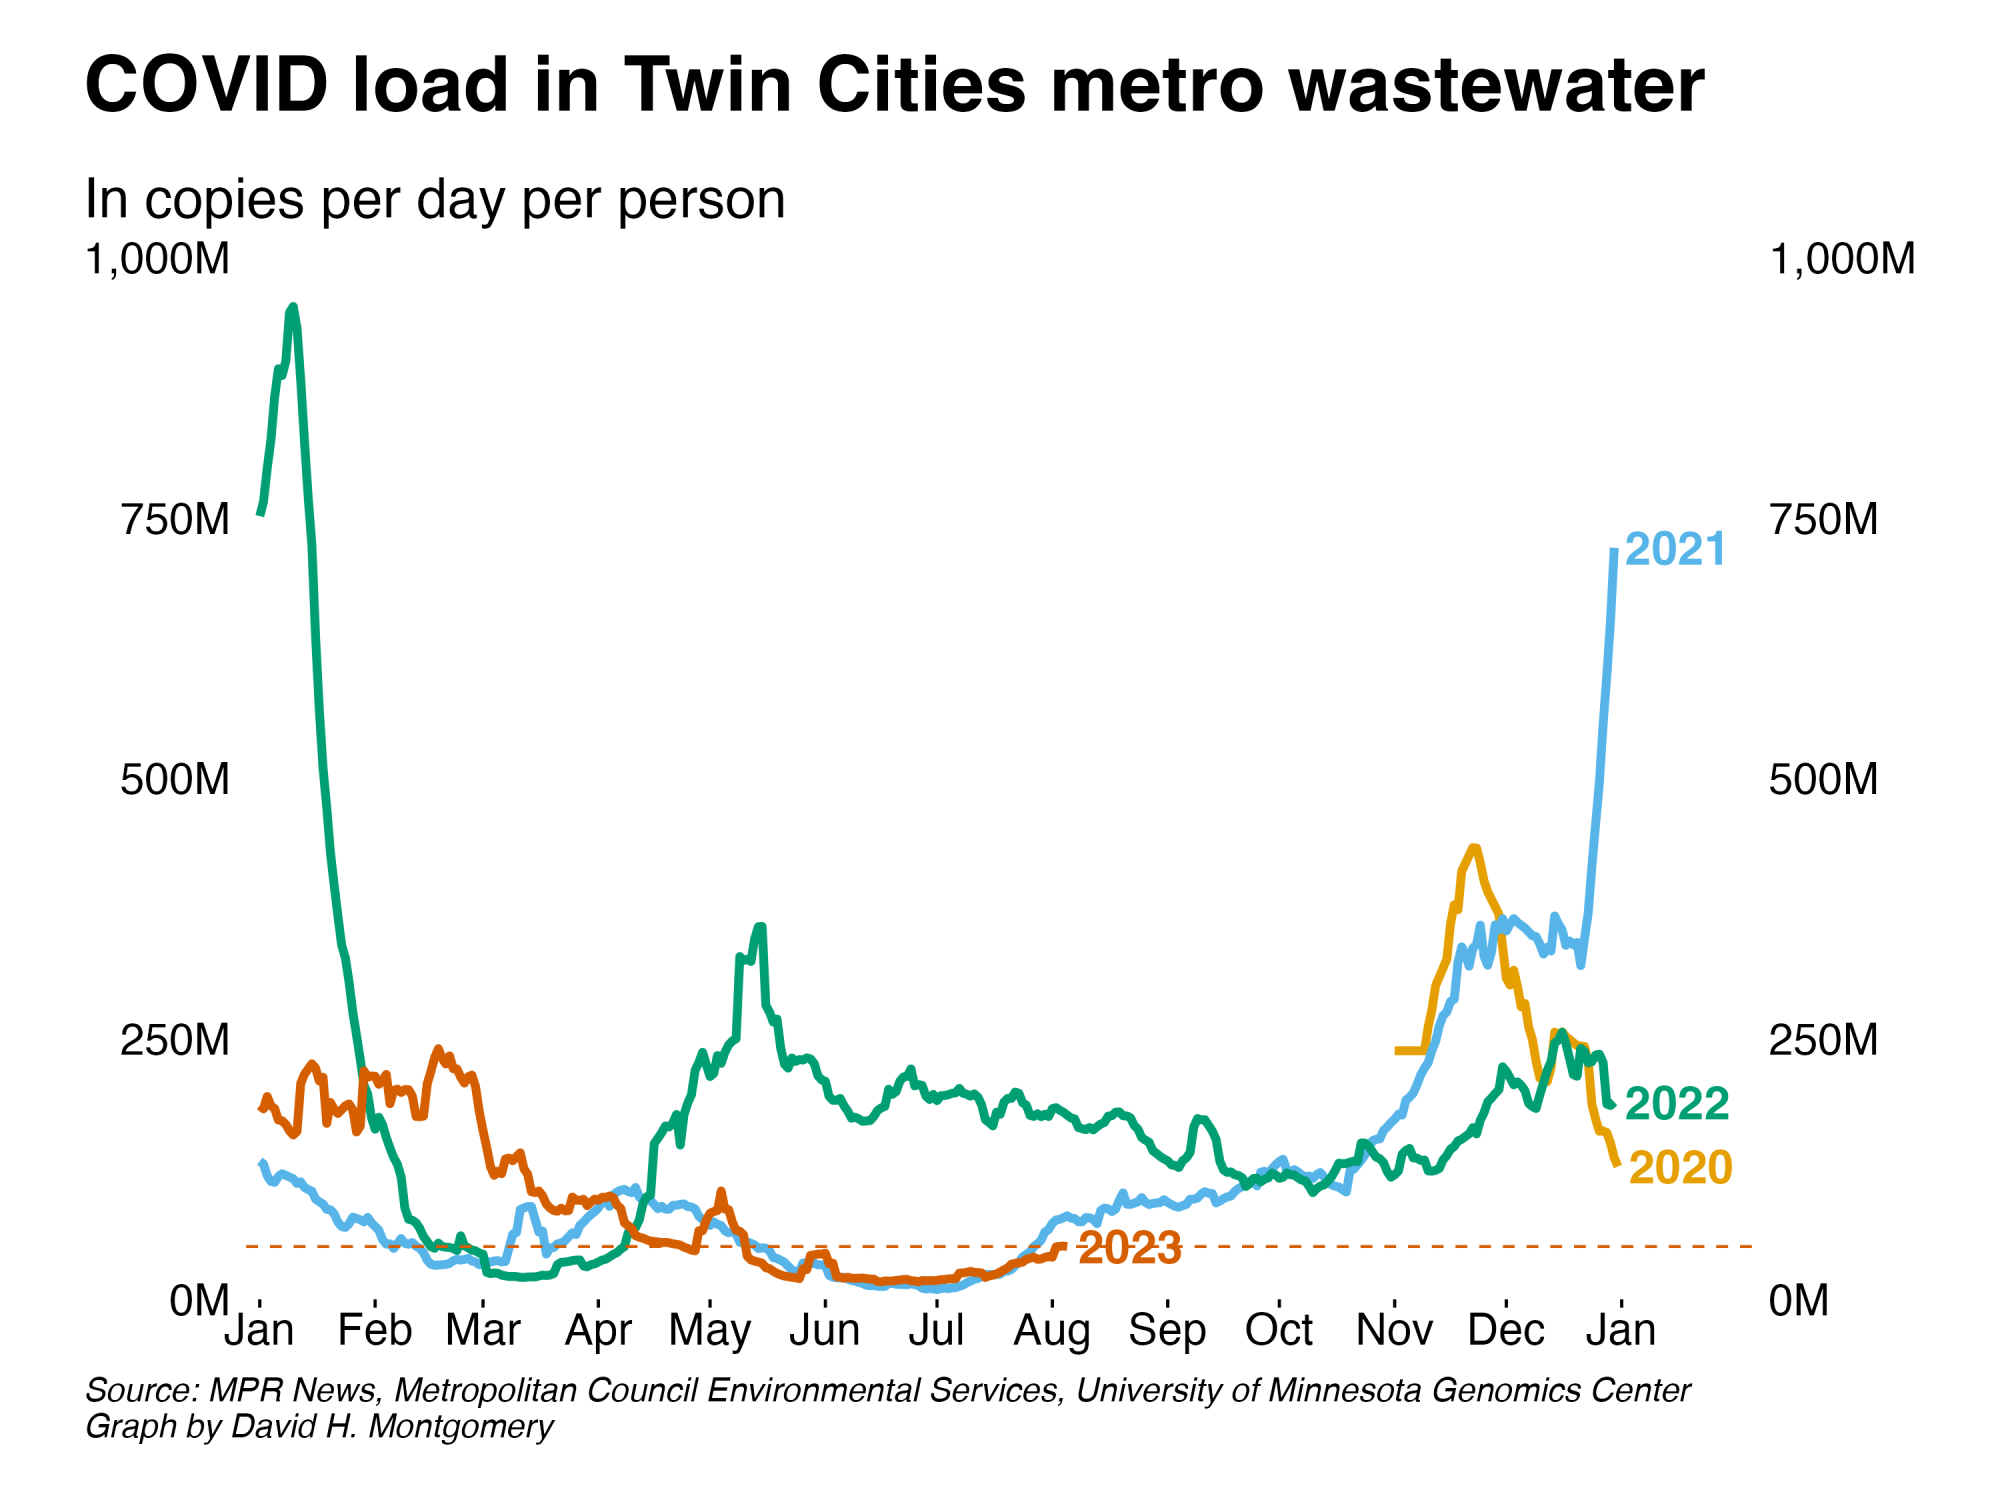 COVID load in Twin Cities metro wastewater
In copies per day per person
1,000M 1,000M
750M 750M
2021
500M 500M
250M 250M
2022
2020
2023
0M 0M
Jan Feb Mar Apr May Jun Jul Aug Sep Oct Nov Dec Jan
Source: MPR News, Metropolitan Council Environmental Services, University of Minnesota Genomics Center
Graph by David H. Montgomery